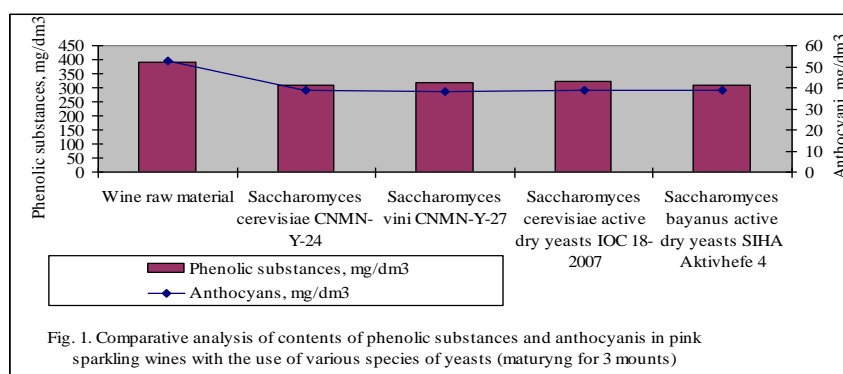 Phenolic substances, mg/dm3
450
400
350
300
250
200
150
100
50
0
60
50
40
30
20
10
0
Anthocyani, mg/dm3
Wine raw material
Saccharomyces
cerevisiae CNMN-
Y-24
Saccharomyces
vini CNMN-Y-27
Saccharomyces
cerevisiae active
dry yeasts IOC 18-
2007
Saccharomyces
bayanus active
dry yeasts SIHA
Aktivhefe 4
Phenolic substances, mg/dm3
Anthocyans, mg/dm3
Fig. 1. Comparative analysis of contents of phenolic substances and anthocyanis in pink
sparkling wines with the use of various species of yeasts (maturyng for 3 mounts)